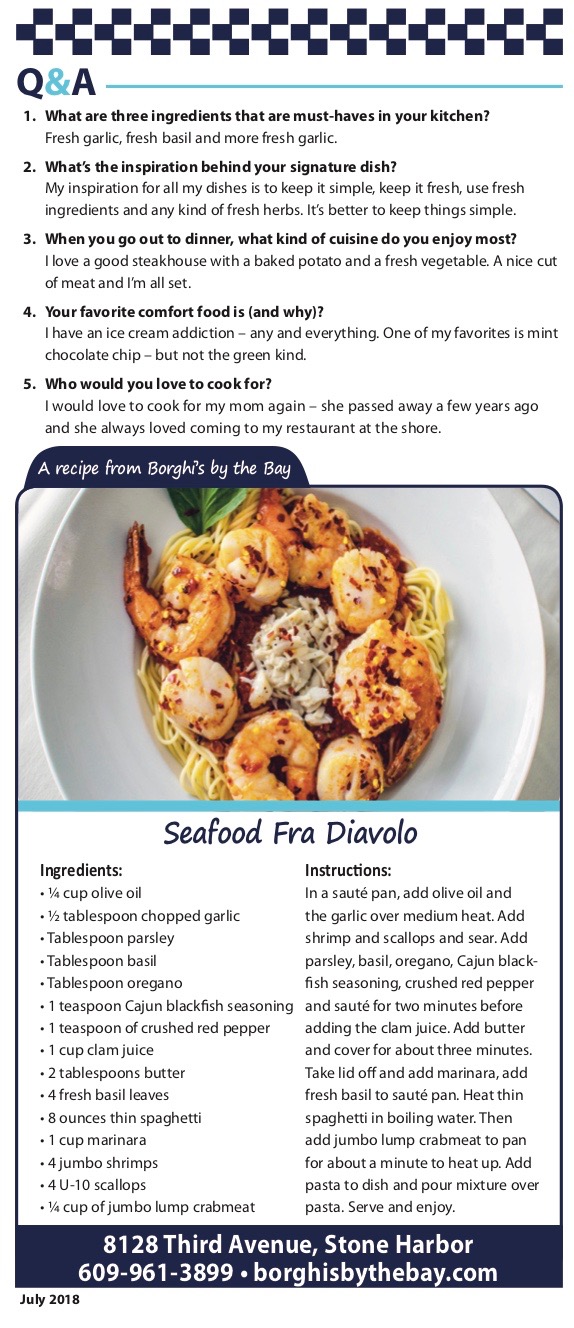 Q&A
1. What are three ingredients that are must-haves in your kitchen?
Fresh garlic, fresh basil and more fresh garlic.
2. What's the inspiration behind your signature dish?
My inspiration for all my dishes is to keep it simple, keep it fresh, use fresh
ingredients and any kind of fresh herbs. It's better to keep things simple.
3. When you go out to dinner, what kind of cuisine do you enjoy most?
I love a good steakhouse with a baked potato and a fresh vegetable. A nice cut
of meat and I'm all set.
4. Your favorite comfort food is (and why)?
I have an ice cream addiction – any and everything. One of my favorites is mint
chocolate chip – but not the green kind.
5. Who would you love to cook for?
I would love to cook for my mom again – she passed away a few years ago
and she always loved coming to my restaurant at the shore.
A recipe from Borghi's by the Bay
Seafood Fra Diavolo
Ingredients:
• ¼ cup olive oil
• ½ tablespoon chopped garlic
• Tablespoon parsley
• Tablespoon basil
• Tablespoon oregano
• 1 teaspoon Cajun blackfish seasoning
• 1 teaspoon of crushed red pepper
• 1 cup clam juice
• 2 tablespoons butter
• 4 fresh basil leaves
• 8 ounces thin spaghetti
• 1 cup marinara
• 4 jumbo shrimps
• 4 U-10 scallops
• ¼ cup of jumbo lump crabmeat
Instructions:
In a sauté pan, add olive oil and
the garlic over medium heat. Add
shrimp and scallops and sear. Add
parsley, basil, oregano, Cajun black-
fish seasoning, crushed red pepper
and sauté for two minutes before
adding the clam juice. Add butter
and cover for about three minutes.
Take lid off and add marinara, add
fresh basil to sauté pan. Heat thin
spaghetti in boiling water. Then
add jumbo lump crabmeat to pan
for about a minute to heat up. Add
pasta to dish and pour mixture over
pasta. Serve and enjoy.
8128 Third Avenue, Stone Harbor
609-961-3899 • borghisbythebay.com
July 2018